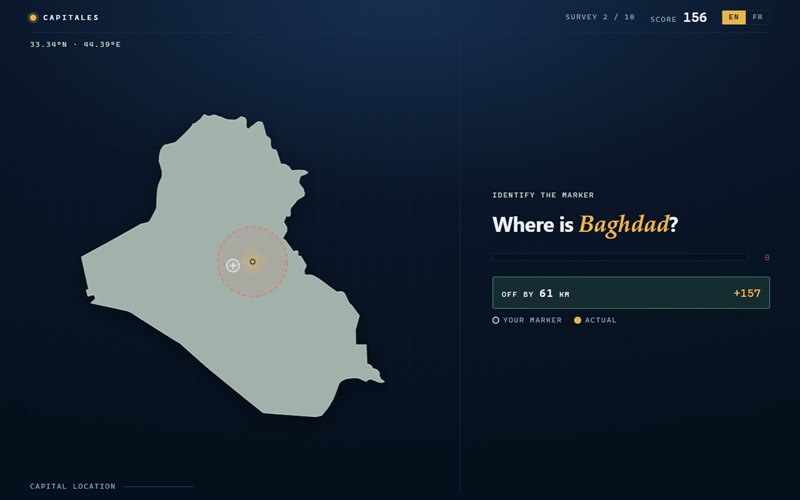 CAPITALES
SURVEY 2 / 10
SCORE 156
EN FR
33.34°N · 44.39°E
IDENTIFY THE MARKER
Where is Baghdad?
0
OFF BY 61 KM
+157
YOUR MARKER
ACTUAL
CAPITAL LOCATION